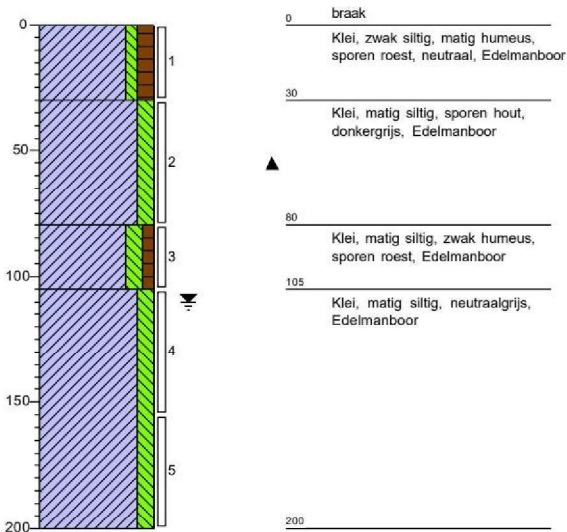 0
50
100
150
200
1
2
3
4
5
0
braak
Klei, zwak siltig, matig humeus,
sporen roest, neutraal, Edelmanboor
30
Klei, matig siltig, sporen hout,
donkergrijs, Edelmanboor
80
Klei, matig siltig, zwak humeus,
sporen roest, Edelmanboor
105
Klei, matig siltig, neutraalgrijs,
Edelmanboor
200